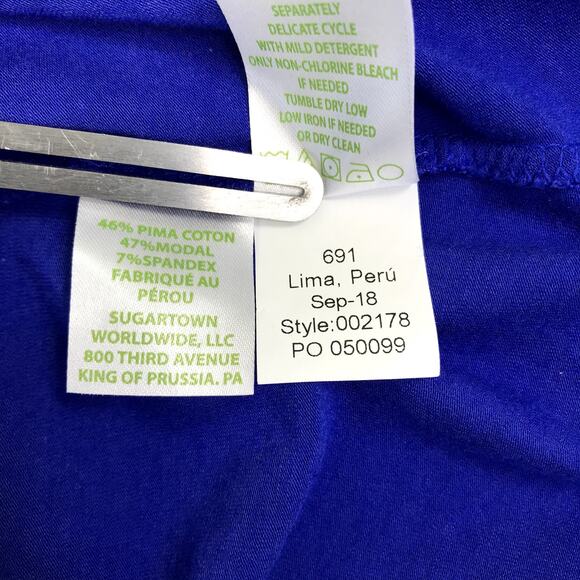 SEPARATELY
DELICATE CYCLE
WITH MILD DETERGENT
ONLY NON-CHLORINE BLEACH
IF NEEDED
TUMBLE DRY LOW
LOW IRON IF NEEDED
OR DRY CLEAN
46% PIMA COTON
47%MODAL
7%SPANDEX
FABRIQUÉ AU
PÉROU
SUGARTOWN
WORLDWIDE, LLC
800 THIRD AVENUE
KING OF PRUSSIA. PA
691
Lima, Perú
Sep-18
Style:002178
PO 050099